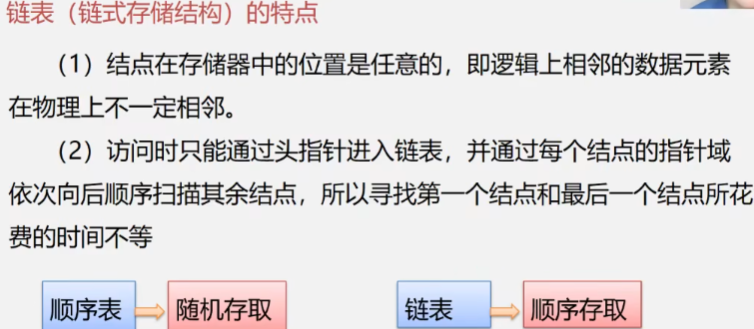 链表（链式存储结构）的特点
（1）结点在存储器中的位置是任意的，即逻辑上相邻的数据元素
在物理上不一定相邻。
（2）访问时只能通过头指针进入链表，并通过每个结点的指针域
依次向后顺序扫描其余结点，所以寻找第一个结点和最后一个结点所花
费的时间不等
顺序表 随机存取 链表 顺序存取